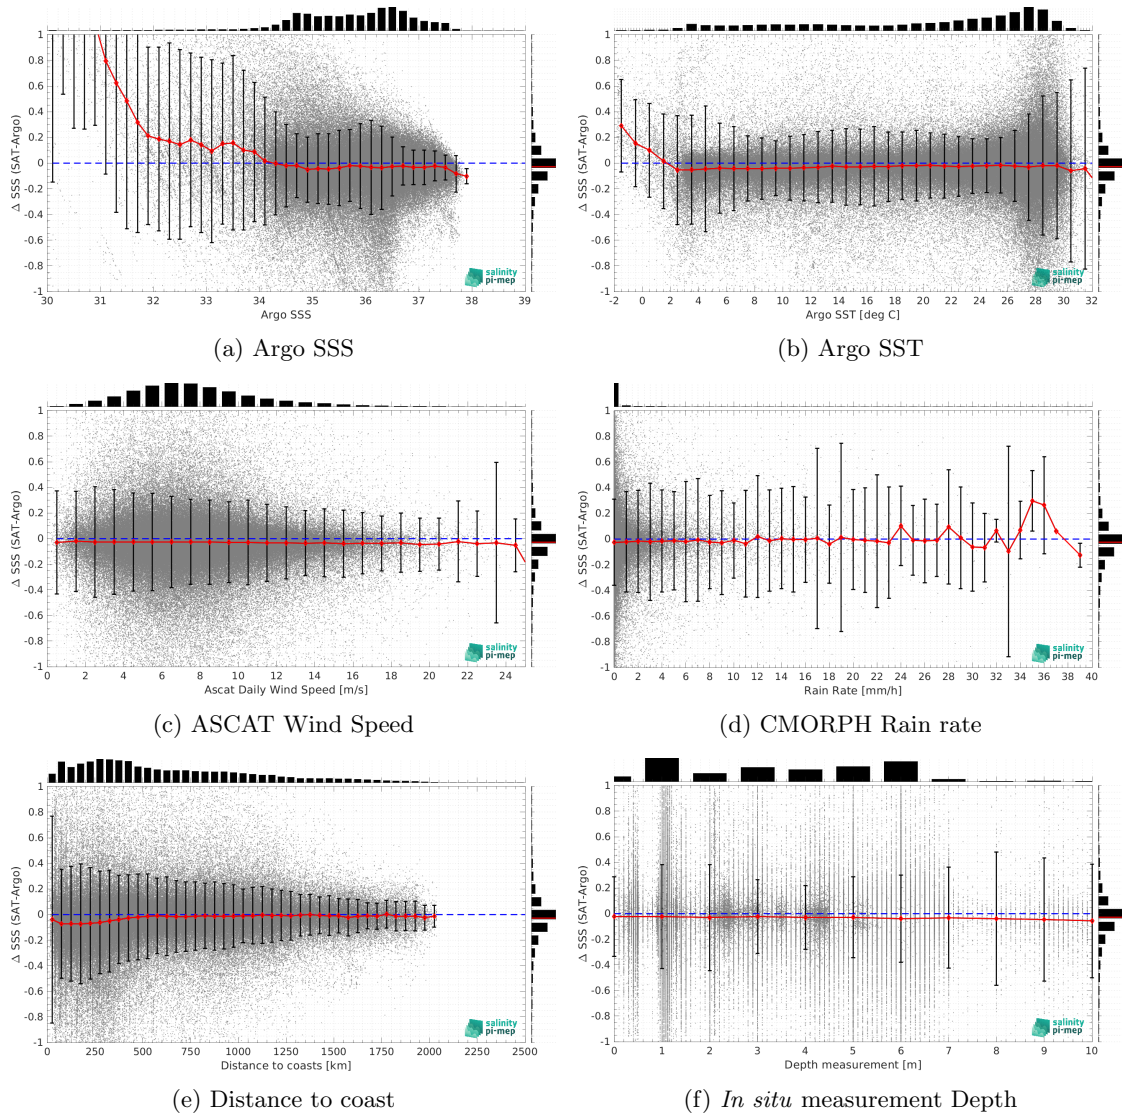 1
0.8
0.6
0.4
0.2
0
-0.2
-0.4
-0.6
-0.8
-1
Δ SSS (SAT-Argo)
30 31 32 33 34 35 36 37 38 39
Argo SSS
salinity
pi-mep
(a) Argo SSS
1
0.8
0.6
0.4
0.2
0
-0.2
-0.4
-0.6
-0.8
-1
Δ SSS (SAT-Argo)
-2 0 2 4 6 8 10 12 14 16 18 20 22 24 26 28 30 32
Argo SST [deg C]
salinity
pi-mep
(b) Argo SST
1
0.8
0.6
0.4
0.2
0
-0.2
-0.4
-0.6
-0.8
-1
Δ SSS (SAT-Argo)
0 2 4 6 8 10 12 14 16 18 20 22 24
Ascat Daily Wind Speed [m/s]
salinity
pi-mep
(c) ASCAT Wind Speed
1
0.8
0.6
0.4
0.2
0
-0.2
-0.4
-0.6
-0.8
-1
Δ SSS (SAT-Argo)
0 2 4 6 8 10 12 14 16 18 20 22 24 26 28 30 32 34 36 38 40
Rain Rate [mm/h]
salinity
pi-mep
(d) CMORPH Rain rate
1
0.8
0.6
0.4
0.2
0
-0.2
-0.4
-0.6
-0.8
-1
Δ SSS (SAT-Argo)
0 250 500 750 1000 1250 1500 1750 2000 2250 2500
Distance to coasts [km]
salinity
pi-mep
(e) Distance to coast
1
0.8
0.6
0.4
0.2
0
-0.2
-0.4
-0.6
-0.8
-1
Δ SSS (SAT-Argo)
0 1 2 3 4 5 6 7 8 9 10
Depth measurement [m]
salinity
pi-mep
(f) In situ measurement Depth